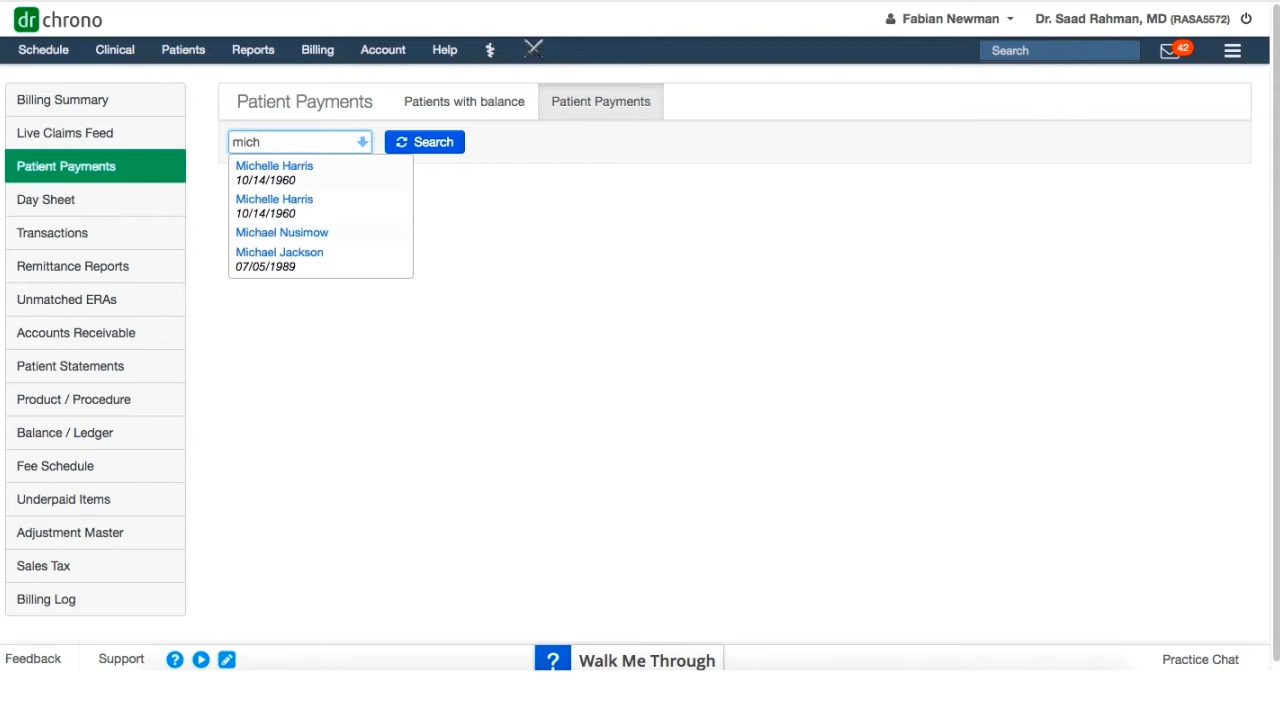 dr chrono
Fabian Newman
Dr. Saad Rahman, MD (RASA5572)
Schedule Clinical Patients Reports Billing Account Help
Search
42
Billing Summary
Live Claims Feed
Patient Payments
Day Sheet
Transactions
Remittance Reports
Unmatched ERAs
Accounts Receivable
Patient Statements
Product / Procedure
Balance / Ledger
Fee Schedule
Underpaid Items
Adjustment Master
Sales Tax
Billing Log
Patient Payments Patients with balance Patient Payments
mich Search
Michelle Harris
10/14/1960
Michelle Harris
10/14/1960
Michael Nusimow
Michael Jackson
07/05/1989
Feedback Support ? ? Walk Me Through Practice Chat